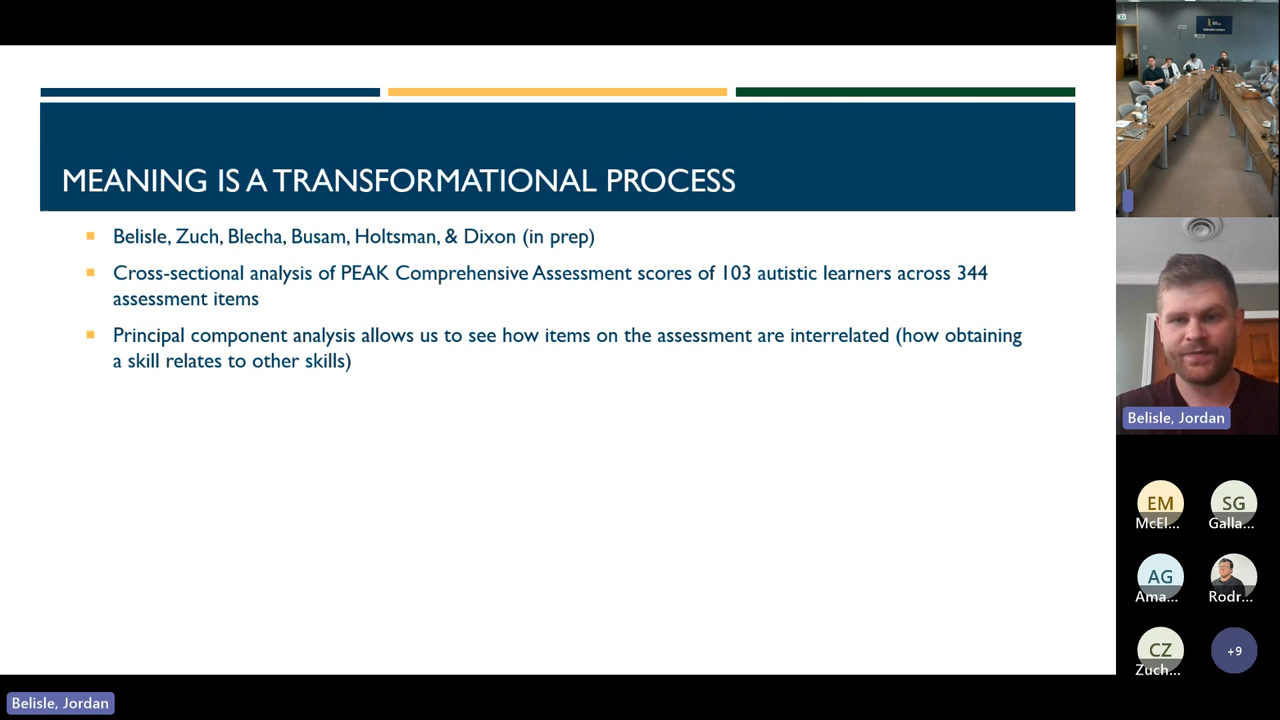 MEANING IS A TRANSFORMATIONAL PROCESS
Belisle, Zuch, Blecha, Busam, Holtsman, & Dixon (in prep)
Cross-sectional analysis of PEAK Comprehensive Assessment scores of 103 autistic learners across 344
assessment items
Principal component analysis allows us to see how items on the assessment are interrelated (how obtaining
a skill relates to other skills)
Belisle, Jordan
EM
McEl...
SG
Galla...
AG
Ama...
Rodr...
CZ
Zuch...
+9
Belisle, Jordan